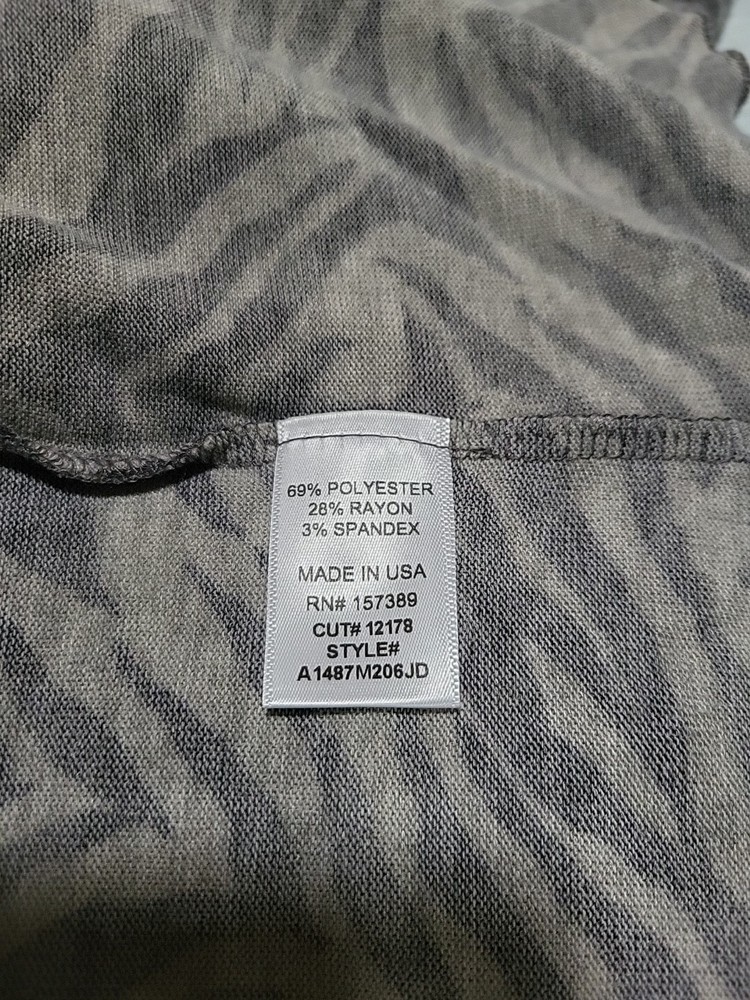 69% POLYESTER
28% RAYON
3% SPANDEX
MADE IN USA
RN# 157389
CUT# 12178
STYLE#
A1487M206JD